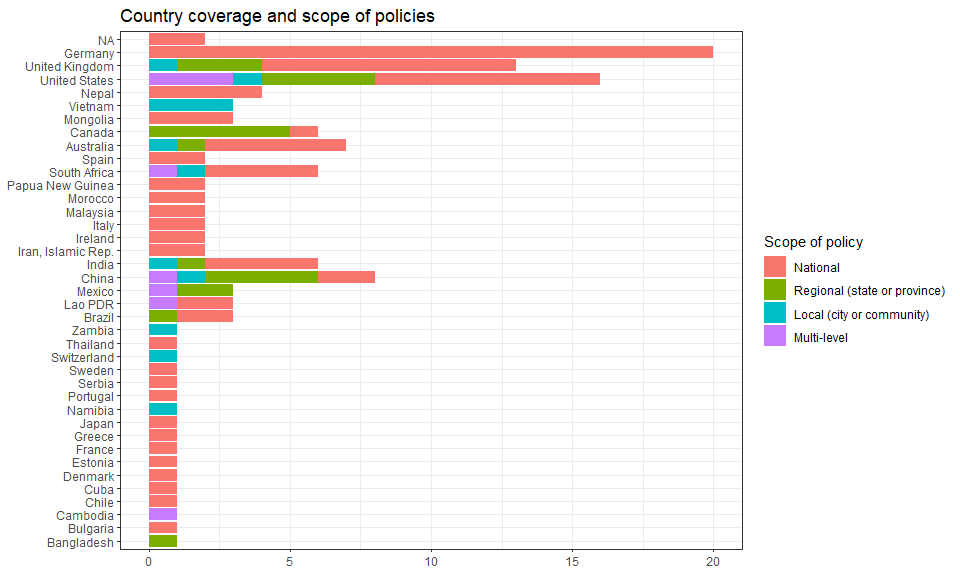 Country coverage and scope of policies
NA
Germany
United Kingdom
United States
Nepal
Vietnam
Mongolia
Canada
Australia
Spain
South Africa
Papua New Guinea
Morocco
Malaysia
Italy
Ireland
Iran, Islamic Rep.
India
China
Mexico
Lao PDR
Brazil
Zambia
Thailand
Switzerland
Sweden
Serbia
Portugal
Namibia
Japan
Greece
France
Estonia
Denmark
Cuba
Chile
Cambodia
Bulgaria
Bangladesh
0 5 10 15 20
Scope of policy
National
Regional (state or province)
Local (city or community)
Multi-level